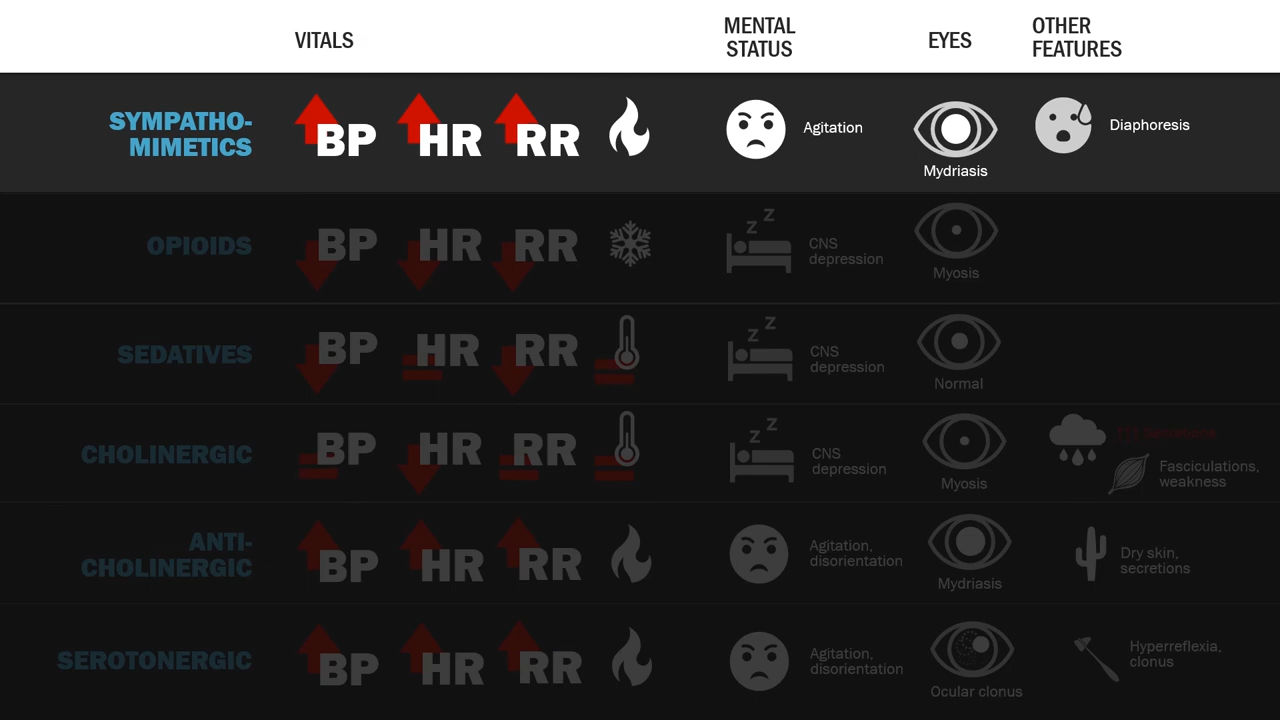 VITALS
MENTAL
STATUS
EYES
OTHER
FEATURES
SYMPATHO-
MIMETICS
BP
HR
RR
Agitation
Mydriasis
Diaphoresis
OPIOIDS
BP
HR
RR
Z
Z
CNS
depression
Myosis
SEDATIVES
BP
HR
RR
Z
Z
CNS
depression
Normal
CHOLINERGIC
BP
HR
RR
Z
Z
CNS
depression
Myosis
Fasciculations,
weakness
ANTI-
CHOLINERGIC
BP
HR
RR
Agitation,
disorientation
Mydriasis
Dry skin,
secretions
SEROTONERGIC
BP
HR
RR
Agitation,
disorientation
Ocular clonus
Hyperreflexia,
clonus